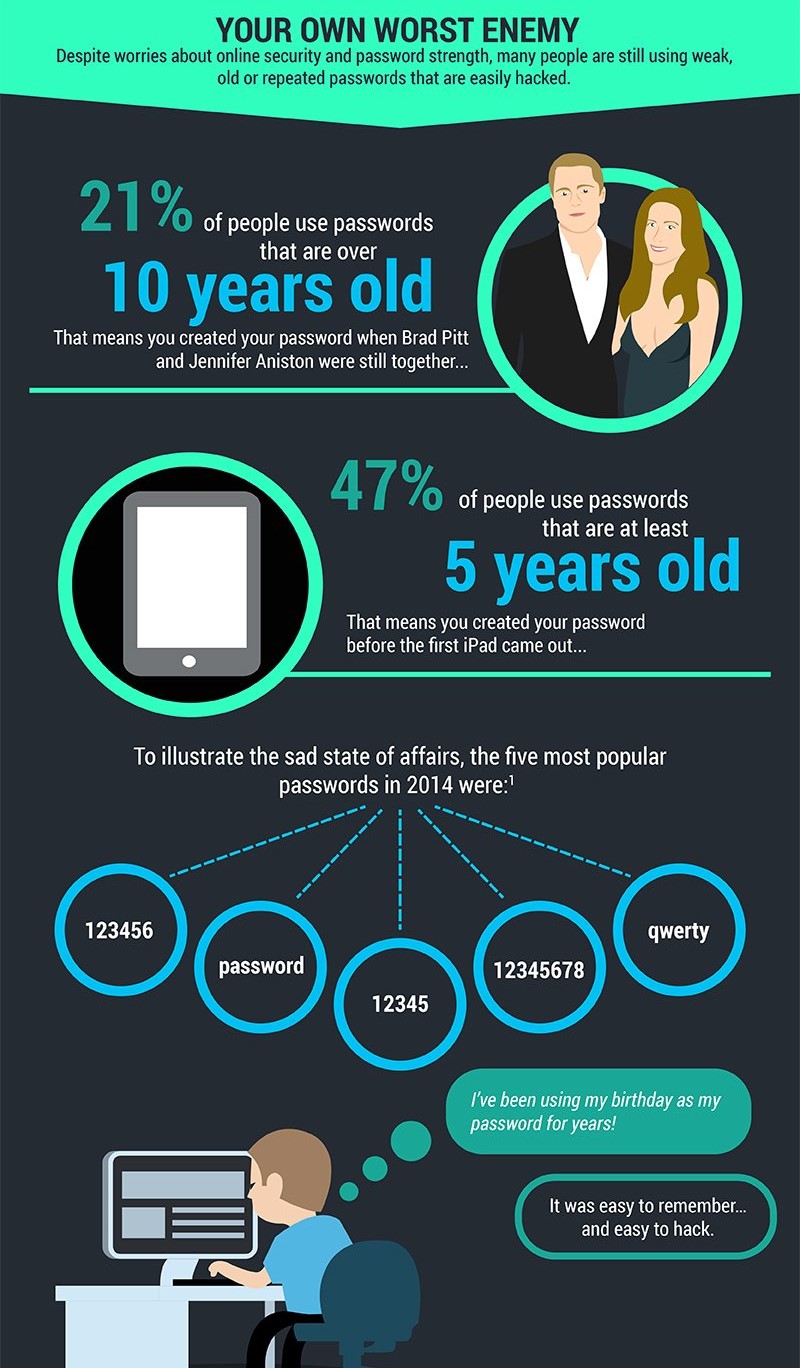 YOUR OWN WORST ENEMY
Despite worries about online security and password strength, many people are still using weak,
old or repeated passwords that are easily hacked.
21% of people use passwords
that are over
10 years old
That means you created your password when Brad Pitt
and Jennifer Aniston were still together...
47% of people use passwords
that are at least
5 years old
That means you created your password
before the first iPad came out...
To illustrate the sad state of affairs, the five most popular
passwords in 2014 were:¹
123456
password
12345
12345678
qwerty
I've been using my birthday as my
password for years!
It was easy to remember...
and easy to hack.